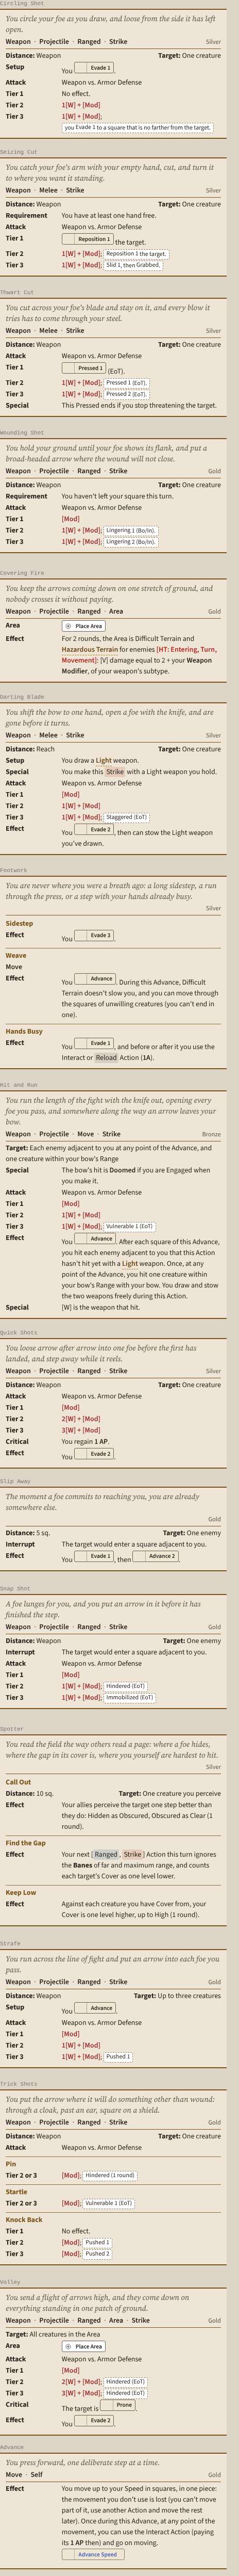 Circling Shot
You circle your foe as you draw, and loose from the side it has left
open.
Weapon · Projectile · Ranged · Strike Silver
Distance: Weapon Target: One creature
Setup You Evade 1.
Attack Weapon vs. Armor Defense
Tier 1 No effect.
Tier 2 1[W] + [Mod]
Tier 3 1[W] + [Mod];
you Evade 1 to a square that is no farther from the target.
Seizing Cut
You catch your foe's arm with your empty hand, cut, and turn it
to where you want it standing.
Weapon · Melee · Strike Silver
Distance: Weapon Target: One creature
Requirement You have at least one hand free.
Attack Weapon vs. Armor Defense
Tier 1 Reposition 1 the target.
Tier 2 1[W] + [Mod]; Reposition 1 the target.
Tier 3 1[W] + [Mod]; Slid 1, then Grabbed.
Thwart Cut
You cut across your foe's blade and stay on it, and every blow it
tries has to come through your steel.
Weapon · Melee · Strike Silver
Distance: Weapon Target: One creature
Attack Weapon vs. Armor Defense
Tier 1 Pressed 1 (EoT).
Tier 2 1[W] + [Mod]; Pressed 1 (EoT).
Tier 3 1[W] + [Mod]; Pressed 2 (EoT).
Special This Pressed ends if you stop threatening the target.
Wounding Shot
You hold your ground until your foe shows its flank, and put a
broad-headed arrow where the wound will not close.
Weapon · Projectile · Ranged · Strike Gold
Distance: Weapon Target: One creature
Requirement You haven't left your square this turn.
Attack Weapon vs. Armor Defense
Tier 1 [Mod]
Tier 2 1[W] + [Mod]; Lingering 1 (Bo/In).
Tier 3 1[W] + [Mod]; Lingering 2 (Bo/In).
Covering Fire
You keep the arrows coming down on one stretch of ground, and
nobody crosses it without paying.
Weapon · Projectile · Ranged · Area Gold
Area Place Area
Effect For 2 rounds, the Area is Difficult Terrain and
Hazardous Terrain for enemies [HT: Entering, Turn,
Movement]: [V] damage equal to 2 + your Weapon
Modifier, of your weapon's subtype.
Darting Blade
You shift the bow to one hand, open a foe with the knife, and are
gone before it turns.
Weapon · Melee · Strike Silver
Distance: Reach Target: One creature
Setup You draw a Light weapon.
Special You make this Strike with a Light weapon you hold.
Attack Weapon vs. Armor Defense
Tier 1 [Mod]
Tier 2 1[W] + [Mod]
Tier 3 1[W] + [Mod]; Staggered (EoT)
Effect You Evade 2, then can stow the Light weapon
you've drawn.
Footwork
You are never where you were a breath ago: a long sidestep, a run
through the press, or a step with your hands already busy.
Silver
Sidestep
Effect You Evade 3.
Weave
Move
Effect You Advance. During this Advance, Difficult
Terrain doesn't slow you, and you can move through
the squares of unwilling creatures (you can't end in
one).
Hands Busy
Effect You Evade 1, and before or after it you use the
Interact or Reload Action (1A).
Hit and Run
You run the length of the fight with the knife out, opening every
foe you pass, and somewhere along the way an arrow leaves your
bow.
Weapon · Projectile · Move · Strike Bronze
Target: Each enemy adjacent to you at any point of the Advance, and
one creature within your bow's Range
Special The bow's hit is Doomed if you are Engaged when
you make it.
Attack Weapon vs. Armor Defense
Tier 1 [Mod]
Tier 2 1[W] + [Mod]
Tier 3 1[W] + [Mod]; Vulnerable 1 (EoT)
Effect You Advance. After each square of this Advance,
you hit each enemy adjacent to you that this Action
hasn't hit yet with a Light weapon. Once, at any
point of the Advance, you hit one creature within
your bow's Range with your bow. You draw and stow
the two weapons freely during this Action.
Special [W] is the weapon that hit.
Quick Shots
You loose arrow after arrow into one foe before the first has
landed, and step away while it reels.
Weapon · Projectile · Ranged · Strike Silver
Distance: Weapon Target: One creature
Attack Weapon vs. Armor Defense
Tier 1 [Mod]
Tier 2 2[W] + [Mod]
Tier 3 3[W] + [Mod]
Critical You regain 1 AP.
Effect You Evade 2.
Slip Away
The moment a foe commits to reaching you, you are already
somewhere else.
Gold
Distance: 5 sq. Target: One enemy
Interrupt The target would enter a square adjacent to you.
Effect You Evade 1, then Advance 2.
Snap Shot
A foe lunges for you, and you put an arrow in it before it has
finished the step.
Weapon · Projectile · Ranged · Strike Gold
Distance: Weapon Target: One enemy
Interrupt The target would enter a square adjacent to you.
Attack Weapon vs. Armor Defense
Tier 1 [Mod]
Tier 2 1[W] + [Mod]; Hindered (EoT)
Tier 3 1[W] + [Mod]; Immobilized (EoT)
Spotter
You read the field the way others read a page: where a foe hides,
where the gap in its cover is, where you yourself are hardest to hit.
Silver
Call Out
Distance: 10 sq. Target: One creature you perceive
Effect Your allies perceive the target one step better than
they do: Hidden as Obscured, Obscured as Clear (1
round).
Find the Gap
Effect Your next [Ranged, Strike] Action this turn ignores
the Banes of far and maximum range, and counts
each target's Cover as one level lower.
Keep Low
Effect Against each creature you have Cover from, your
Cover is one level higher, up to High (1 round).
Strafe
You run across the line of fight and put an arrow into each foe you
pass.
Weapon · Projectile · Ranged · Strike Gold
Distance: Weapon Target: Up to three creatures
Setup You Advance.
Attack Weapon vs. Armor Defense
Tier 1 [Mod]
Tier 2 1[W] + [Mod]
Tier 3 1[W] + [Mod]; Pushed 1
Trick Shots
You put the arrow where it will do something other than wound:
through a cloak, past an ear, square on a shield.
Weapon · Projectile · Ranged · Strike Gold
Distance: Weapon Target: One creature
Attack Weapon vs. Armor Defense
Pin
Tier 2 or 3 [Mod]; Hindered (1 round)
Startle
Tier 2 or 3 [Mod]; Vulnerable 1 (EoT)
Knock Back
Tier 1 No effect.
Tier 2 [Mod]; Pushed 1
Tier 3 [Mod]; Pushed 2
Volley
You send a flight of arrows high, and they come down on
everything standing in one patch of ground.
Weapon · Projectile · Ranged · Area · Strike Gold
Target: All creatures in the Area
Area Place Area
Attack Weapon vs. Armor Defense
Tier 1 [Mod]
Tier 2 2[W] + [Mod]; Hindered (EoT)
Tier 3 3[W] + [Mod]; Hindered (EoT)
Critical The target is Prone.
Effect You Evade 2.
Advance
You press forward, one deliberate step at a time.
Move · Self Gold
Effect You move up to your Speed in squares, in one piece:
the movement you don't use is lost (you can't move
part of it, use another Action and move the rest
later). Once during this Advance, at any point of the
movement, you can use the Interact Action (paying
its 1 AP then) and go on moving.
Advance Speed